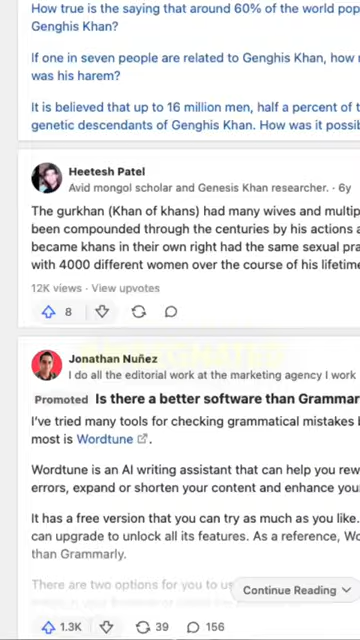 How true is the saying that around 60% of the world pop
Genghis Khan?
If one in seven people are related to Genghis Khan, how
was his harem?
It is believed that up to 16 million men, half a percent of t
genetic descendants of Genghis Khan. How was it possi
Heetesh Patel
Avid mongol scholar and Genesis Khan researcher. · 6y
The gurkhan (Khan of khans) had many wives and multip
been compounded through the centuries by his actions a
became khans in their own right had the same sexual pra
with 4000 different women over the course of his lifetime
12K views · View upvotes
8
Jonathan Nuñez
I do all the editorial work at the marketing agency I work
Promoted Is there a better software than Grammar
I've tried many tools for checking grammatical mistakes b
most is Wordtune.
Wordtune is an AI writing assistant that can help you rew
errors, expand or shorten your content and enhance your
It has a free version that you can try as much as you like.
can upgrade to unlock all its features. As a reference, Wo
than Grammarly.
There are two options for you to us
Continue Reading
1.3K 39 156